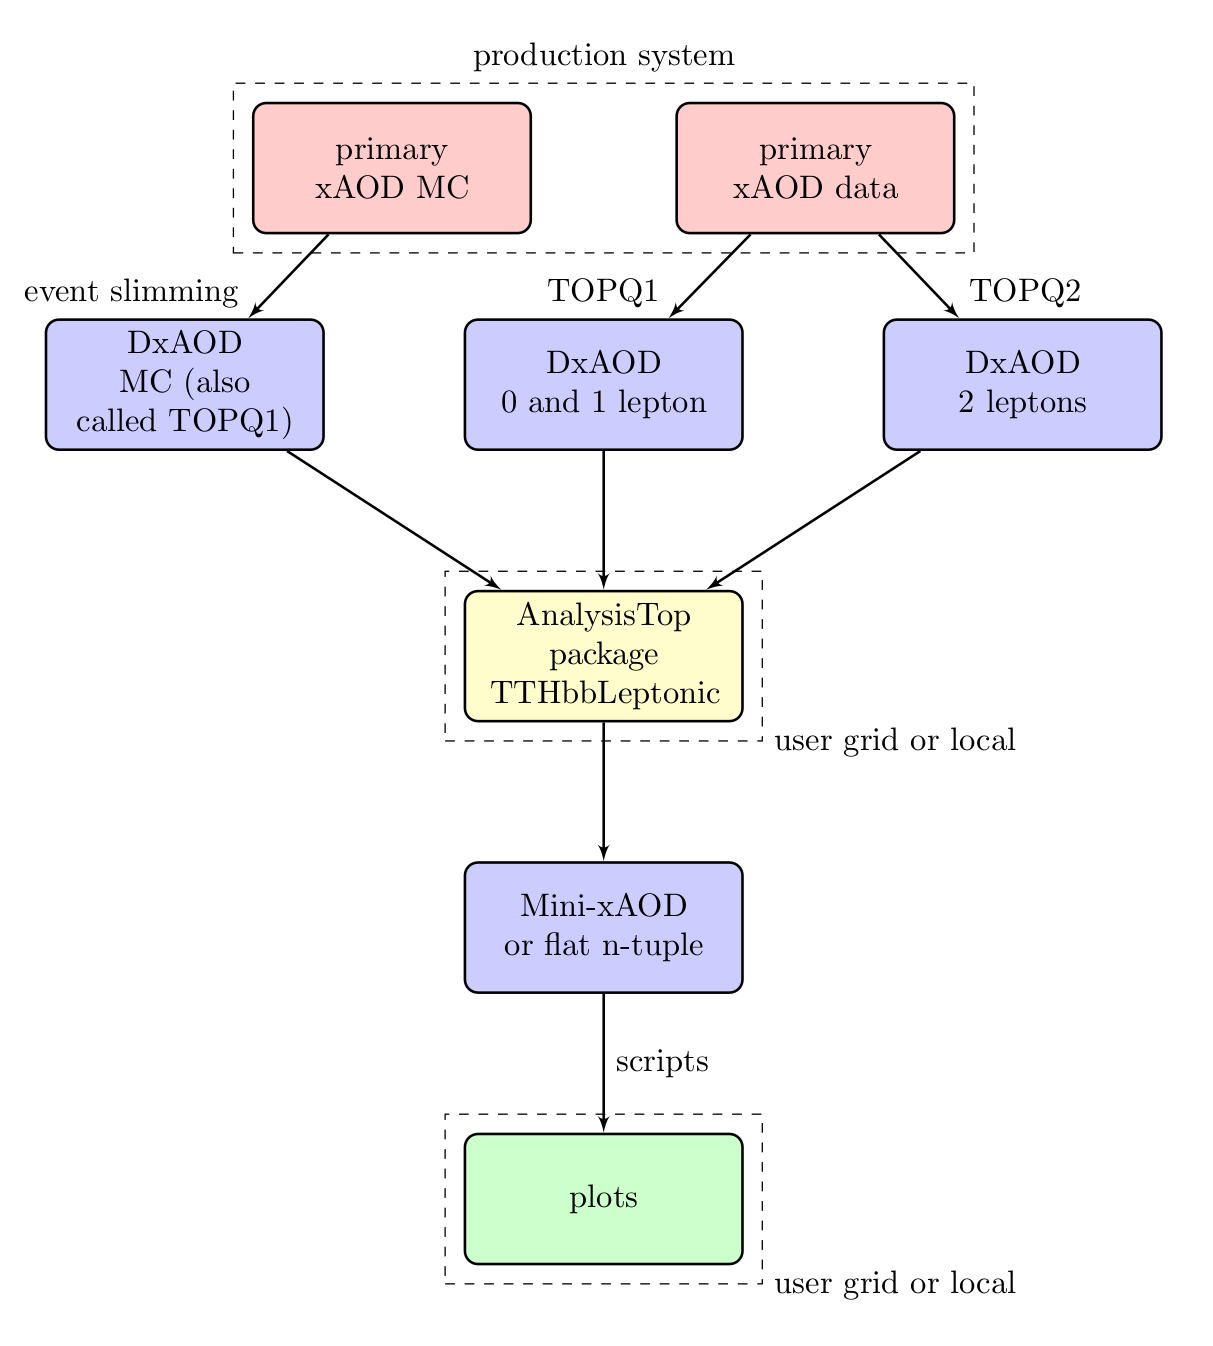 production system
primary
xAOD MC
primary
xAOD data
event slimming
TOPQ1
TOPQ2
DxAOD
MC (also
called TOPQ1)
DxAOD
0 and 1 lepton
DxAOD
2 leptons
AnalysisTop
package
TTHbbLeptonic
user grid or local
Mini-xAOD
or flat n-tuple
scripts
plots
user grid or local